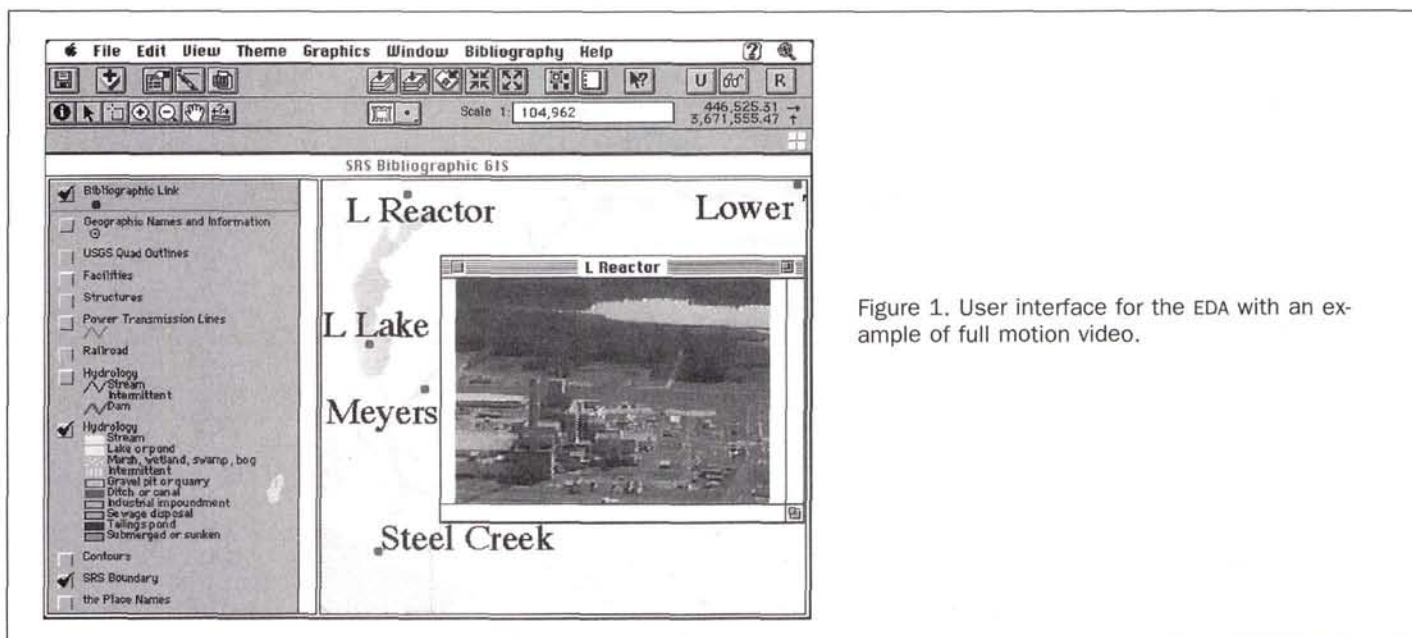 File Edit View Theme Graphics Window Bibliography Help
U R
Scale 1: 104,962
446,525.31
3,671,555.47
SRS Bibliographic GIS
Bibliographic Link
Geographic Names and Information
USGS Quad Outlines
Facilities
Structures
Power Transmission Lines
Railroad
Hydrology
Stream
Intermittent
Dam
Hydrology
Stream
Lake or pond
Marsh, wetland, swamp, bog
Intermittent
Gravel pit or quarry
Ditch or canal
Industrial impoundment
Sewage disposal
Tailings pond
Submerged or sunken
Contours
SRS Boundary
the Place Names
L Reactor
Lower
L Reactor
L Lake
Meyers
Steel Creek
Figure 1. User interface for the EDA with an ex-
ample of full motion video.